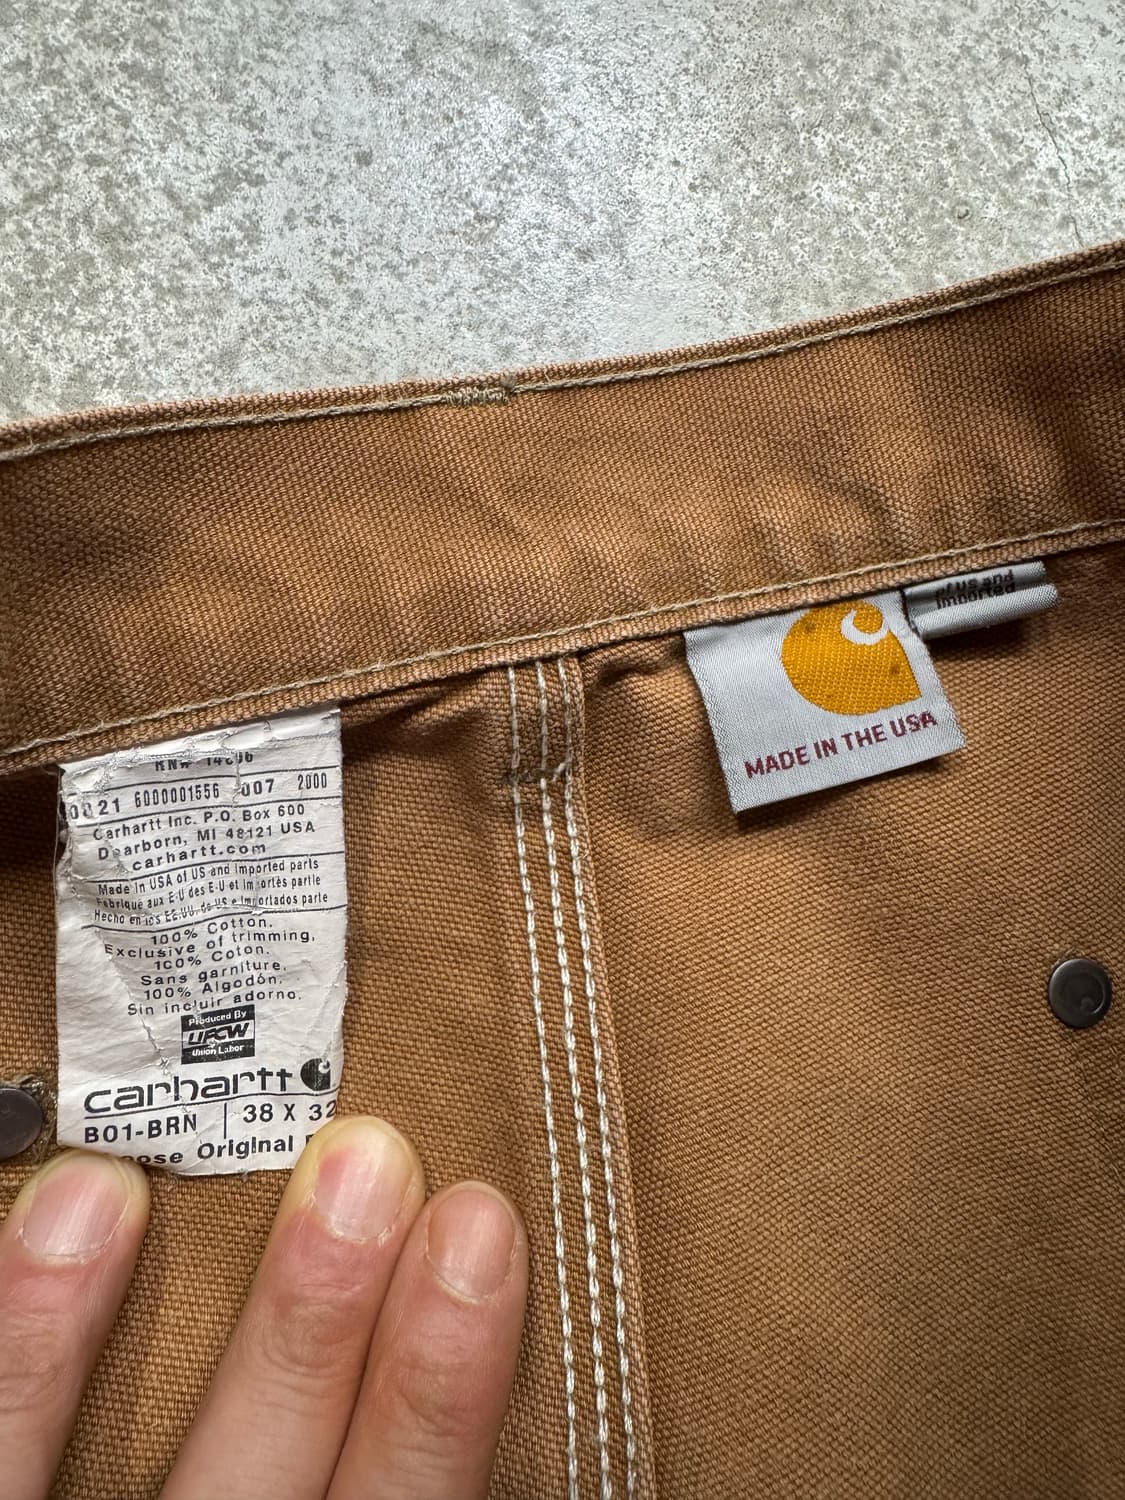 RN# 14806
0021 6000001556 007 2000
Carhartt Inc. P.O. Box 600
Dearborn, MI 48121 USA
carhartt.com
Made in USA of US and imported parts
Fabriqué aux E-U des E-U et importés partie
Hecho en los EE.UU. de US e importados parte
100% Cotton.
Exclusive of trimming.
100% Coton.
Sans garniture.
100% Algodón.
Sin incluir adorno.
Produced By
UFCW
Union Labor
carhartt
B01-BRN | 38 X 32
Original
MADE IN THE USA
of US and
imported